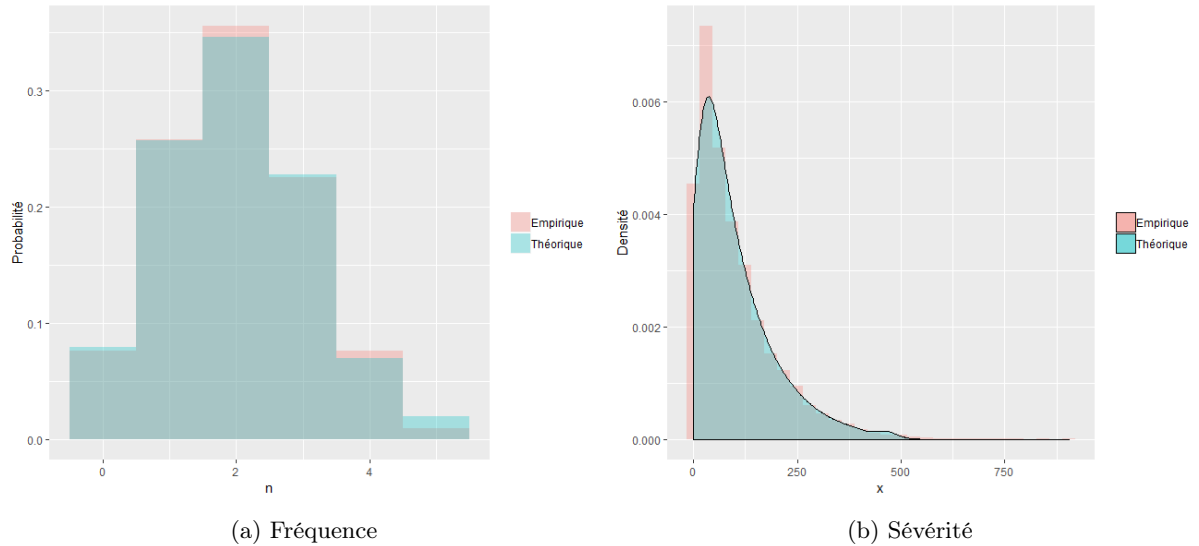 Probabilité
0.3
0.2
0.1
0.0
0
2
4
n
Empirique
Théorique
(a) Fréquence
Densité
0.006
0.004
0.002
0.000
0
250
500
750
x
Empirique
Théorique
(b) Sévérité